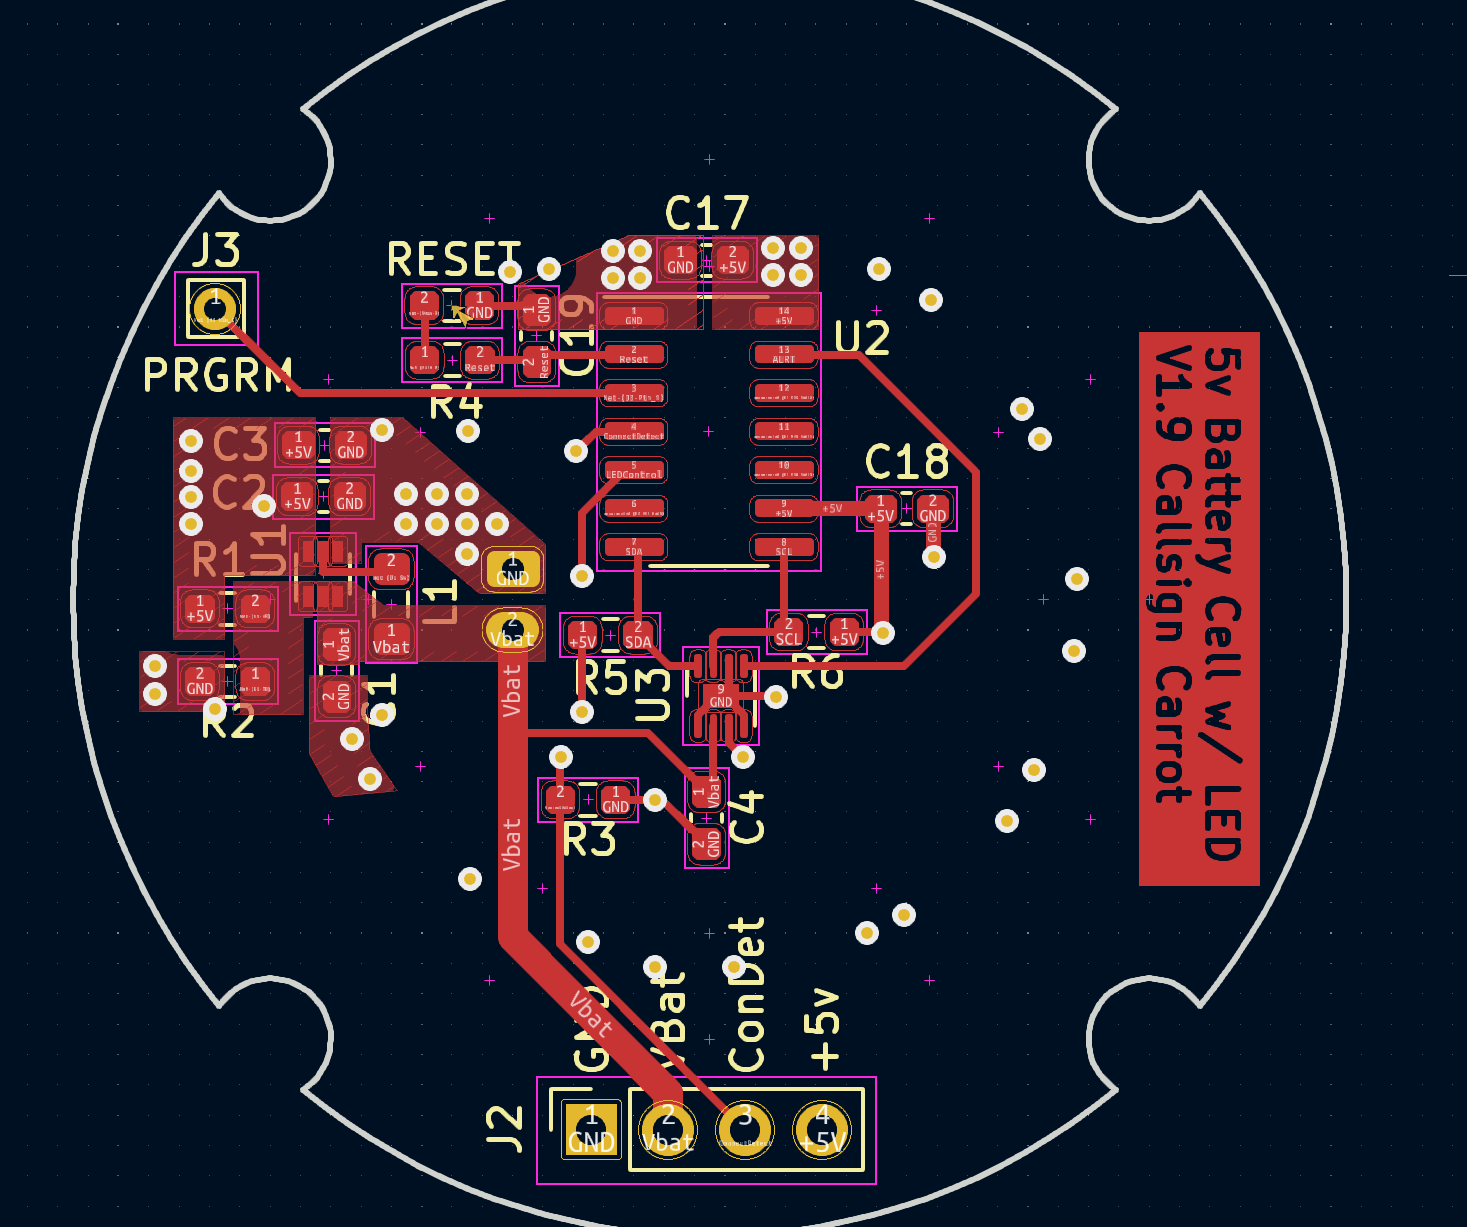 C17
1
GND
2
+5V
J3
1
PRGRM
RESET
2
1
GND
1
GND
C19
2
Reset
1
2
Reset
R4
1
GND
14
+5V
U2
2
Reset
13
ALRT
3
12
4
ConnectDetect
11
5
LEDControl
10
6
9
+5V
+5V
7
SDA
8
SCL
C18
1
+5V
2
GND
GND
+5V
C3
1
+5V
2
GND
C2
1
+5V
2
GND
R1
U1
1
+5V
2
2
L1
1
Vbat
1
GND
2
Vbat
1
Vbat
2
GND
C1
2
GND
1
R2
1
+5V
2
SDA
R5
2
SCL
1
+5V
R6
U3
9
GND
Vbat
Vbat
Vbat
2
1
GND
R3
1
Vbat
2
GND
C4
5v Battery Cell w/ LED
V1.9 Callsign Carrot
GND
VBat
ConDet
+5v
J2
1
GND
2
Vbat
3
ConnectDetect
4
+5V